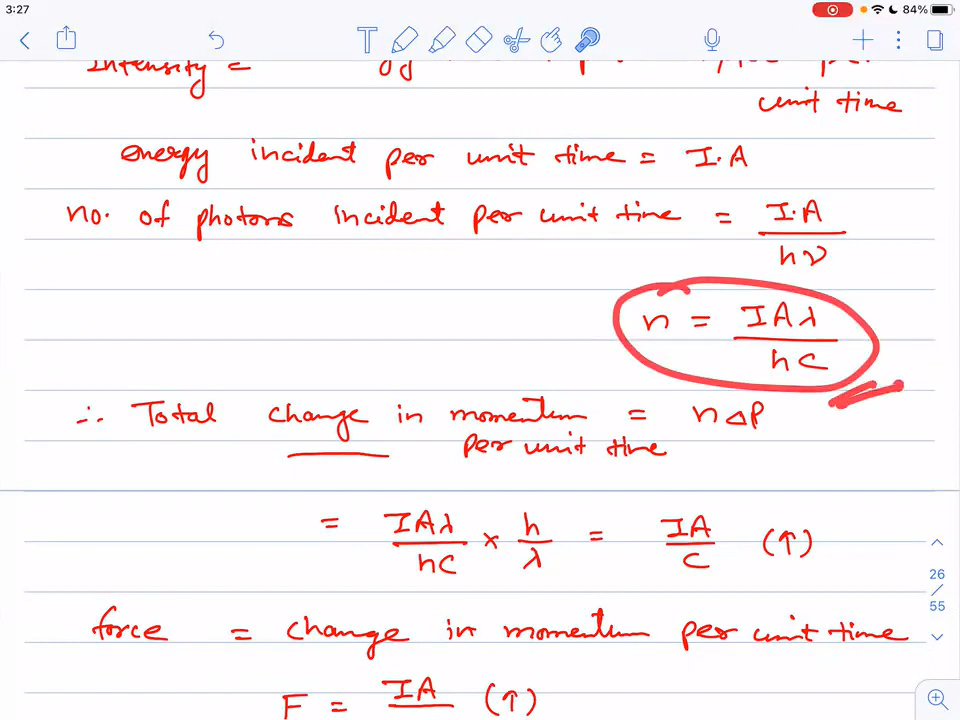 3:27
84%
Intensity =
unit time
energy incident per unit time = I.A
no. of photons incident per unit time = I.A / hν
n = IAλ / hc
∴ Total change in momentum = n ΔP
per unit time
= IAλ / hc × h / λ = IA / c (↑)
26 / 55
force = change in momentum per unit time
F = IA (↑)